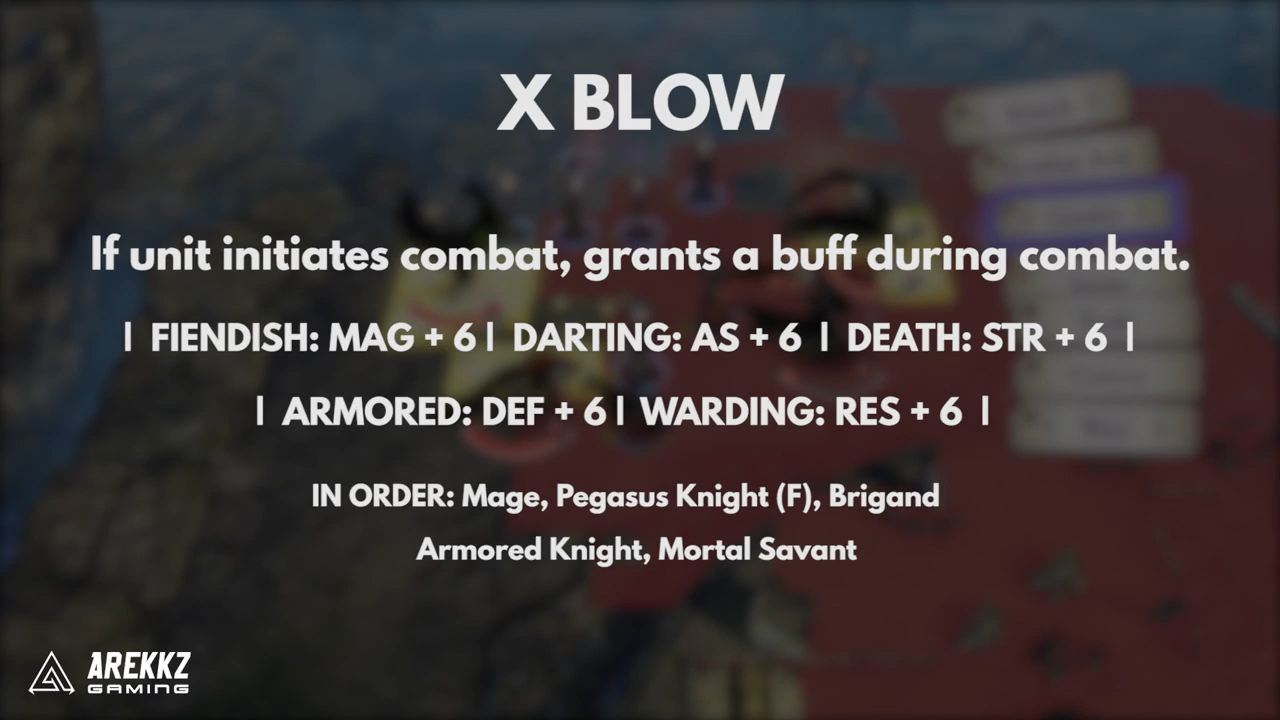 X BLOW
If unit initiates combat, grants a buff during combat.
| FIENDISH: MAG + 6 | DARTING: AS + 6 | DEATH: STR + 6 |
| ARMORED: DEF + 6 | WARDING: RES + 6 |
IN ORDER: Mage, Pegasus Knight (F), Brigand
Armored Knight, Mortal Savant
AREKKZ
GAMING